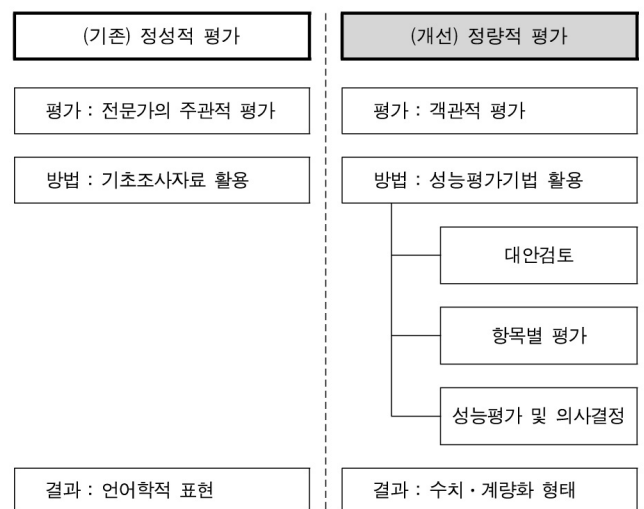 (기존) 정성적 평가
평가 : 전문가의 주관적 평가
방법 : 기초조사자료 활용
결과 : 언어학적 표현
(개선) 정량적 평가
평가 : 객관적 평가
방법 : 성능평가기법 활용
대안검토
항목별 평가
성능평가 및 의사결정
결과 : 수치·계량화 형태